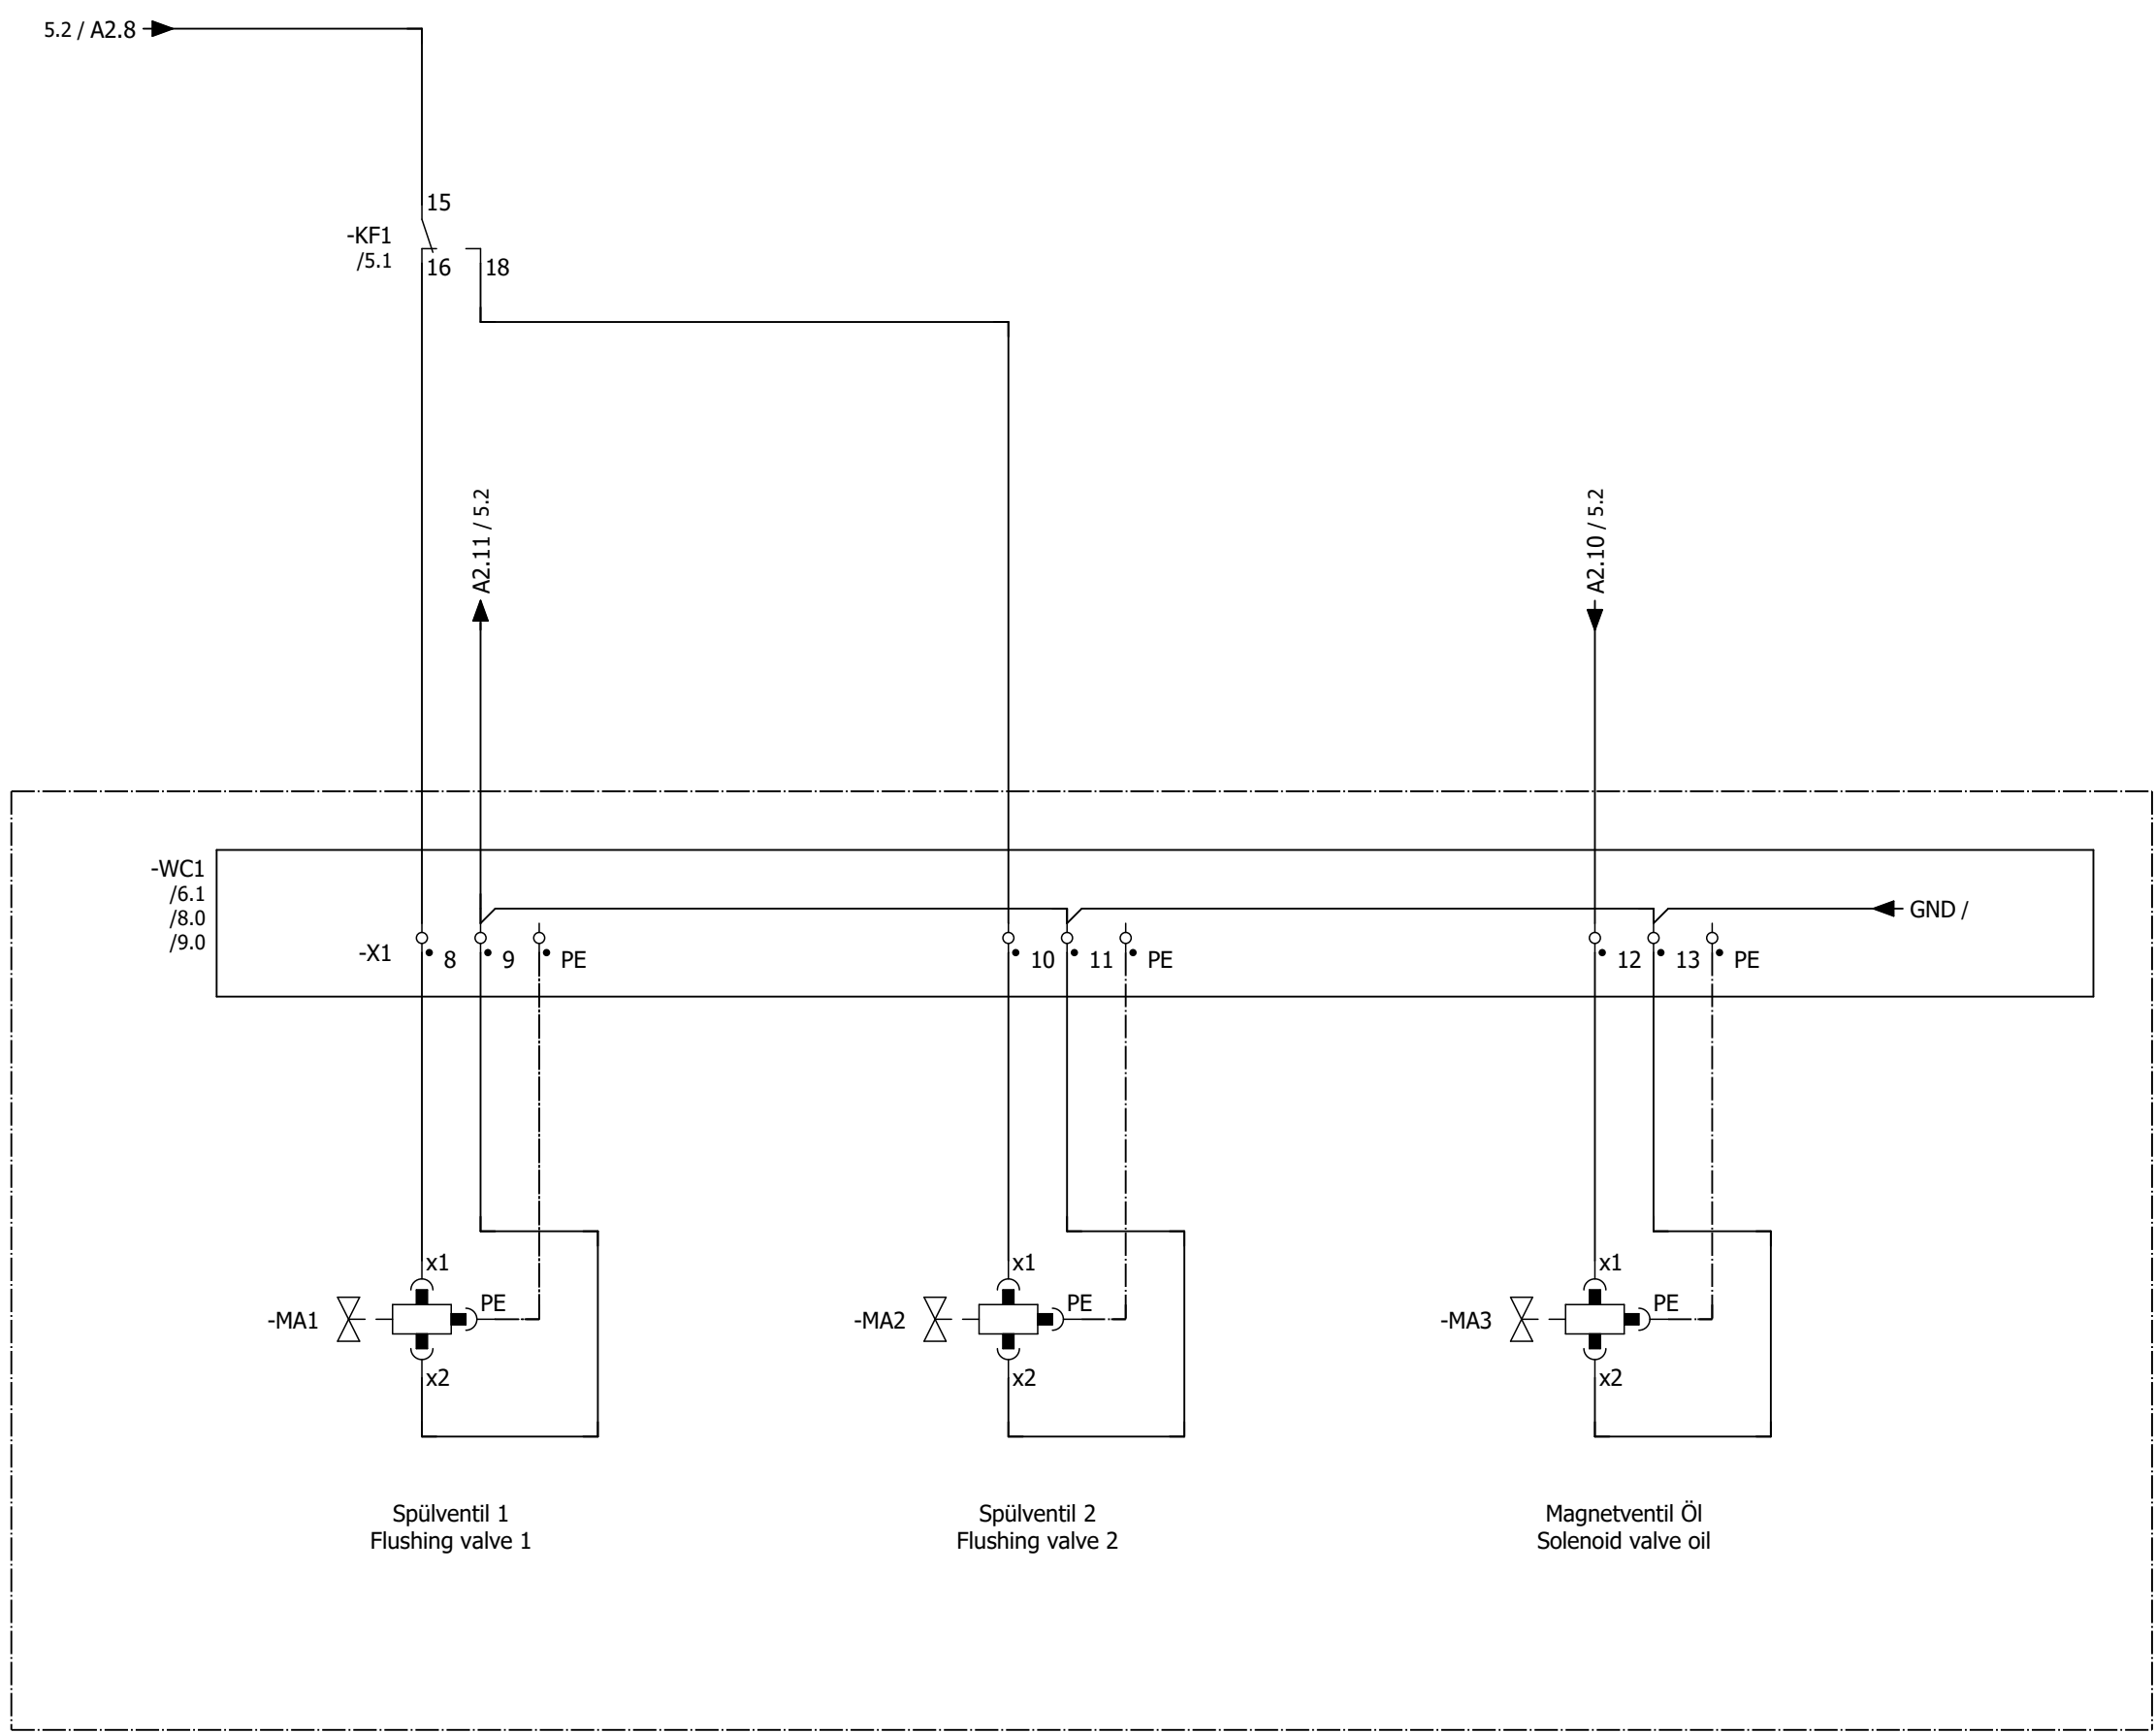 5.2 / A2.8
15
-KF1
/5.1
16
18
A2.11 / 5.2
A2.10 / 5.2
-WC1
/6.1
/8.0
/9.0
GND /
-X1
8
9
PE
10
11
PE
12
13
PE
x1
x1
x1
-MA1
PE
-MA2
PE
-MA3
PE
x2
x2
x2
Spülventil 1
Flushing valve 1
Spülventil 2
Flushing valve 2
Magnetventil Öl
Solenoid valve oil